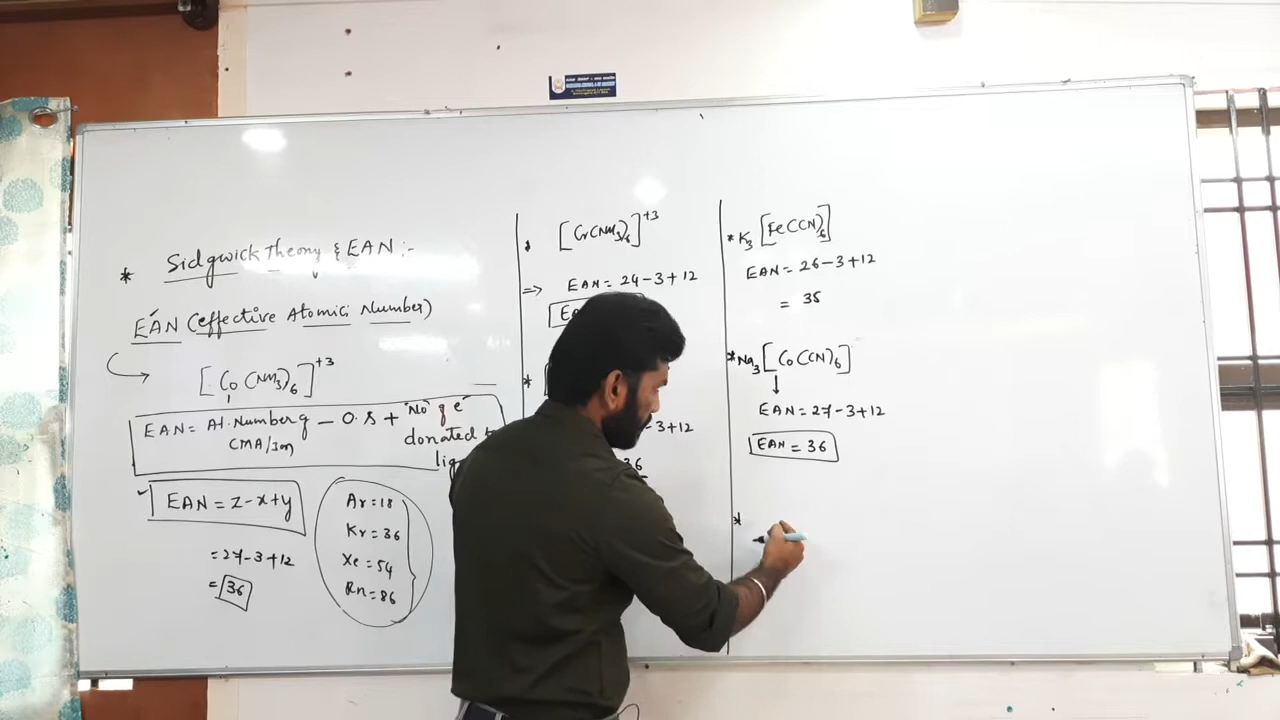 * Sidgwick Theory & EAN :-
EAN (effective Atomic Number)
[Co(NH3)6]+3
EAN = At. Number of CMA/Ion - O.S + "No" of e- donated
lig
EAN = Z-x+y
= 27-3+12
= 36
Ar = 18
Kr = 36
Xe = 54
Rn = 86
[Cr(NH3)6]+3
=> EAN = 24-3+12
*
-3+12
36
* K3[Fe(CN)6]
EAN = 26-3+12
= 35
* Na3[Co(CN)6]
EAN = 27-3+12
EAN = 36
*